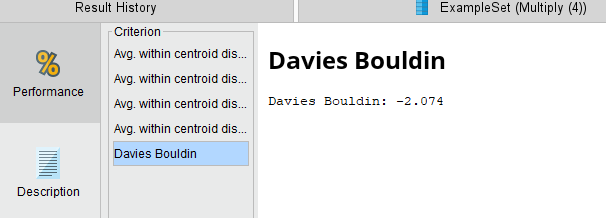 Result History
ExampleSet (Multiply (4))
%
Performance
Description
Criterion
Avg. within centroid dis...
Avg. within centroid dis...
Avg. within centroid dis...
Avg. within centroid dis...
Davies Bouldin
Davies Bouldin
Davies Bouldin: -2.074